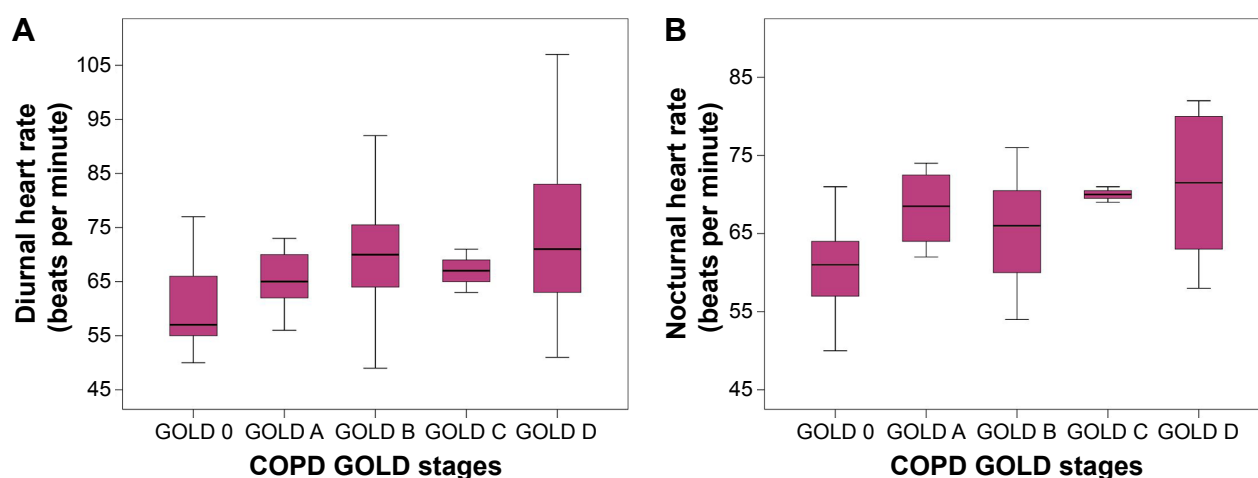 A
Diurnal heart rate
(beats per minute)
105
95
85
75
65
55
45
GOLD 0 GOLD A GOLD B GOLD C GOLD D
COPD GOLD stages
B
Nocturnal heart rate
(beats per minute)
85
75
65
55
45
GOLD 0 GOLD A GOLD B GOLD C GOLD D
COPD GOLD stages